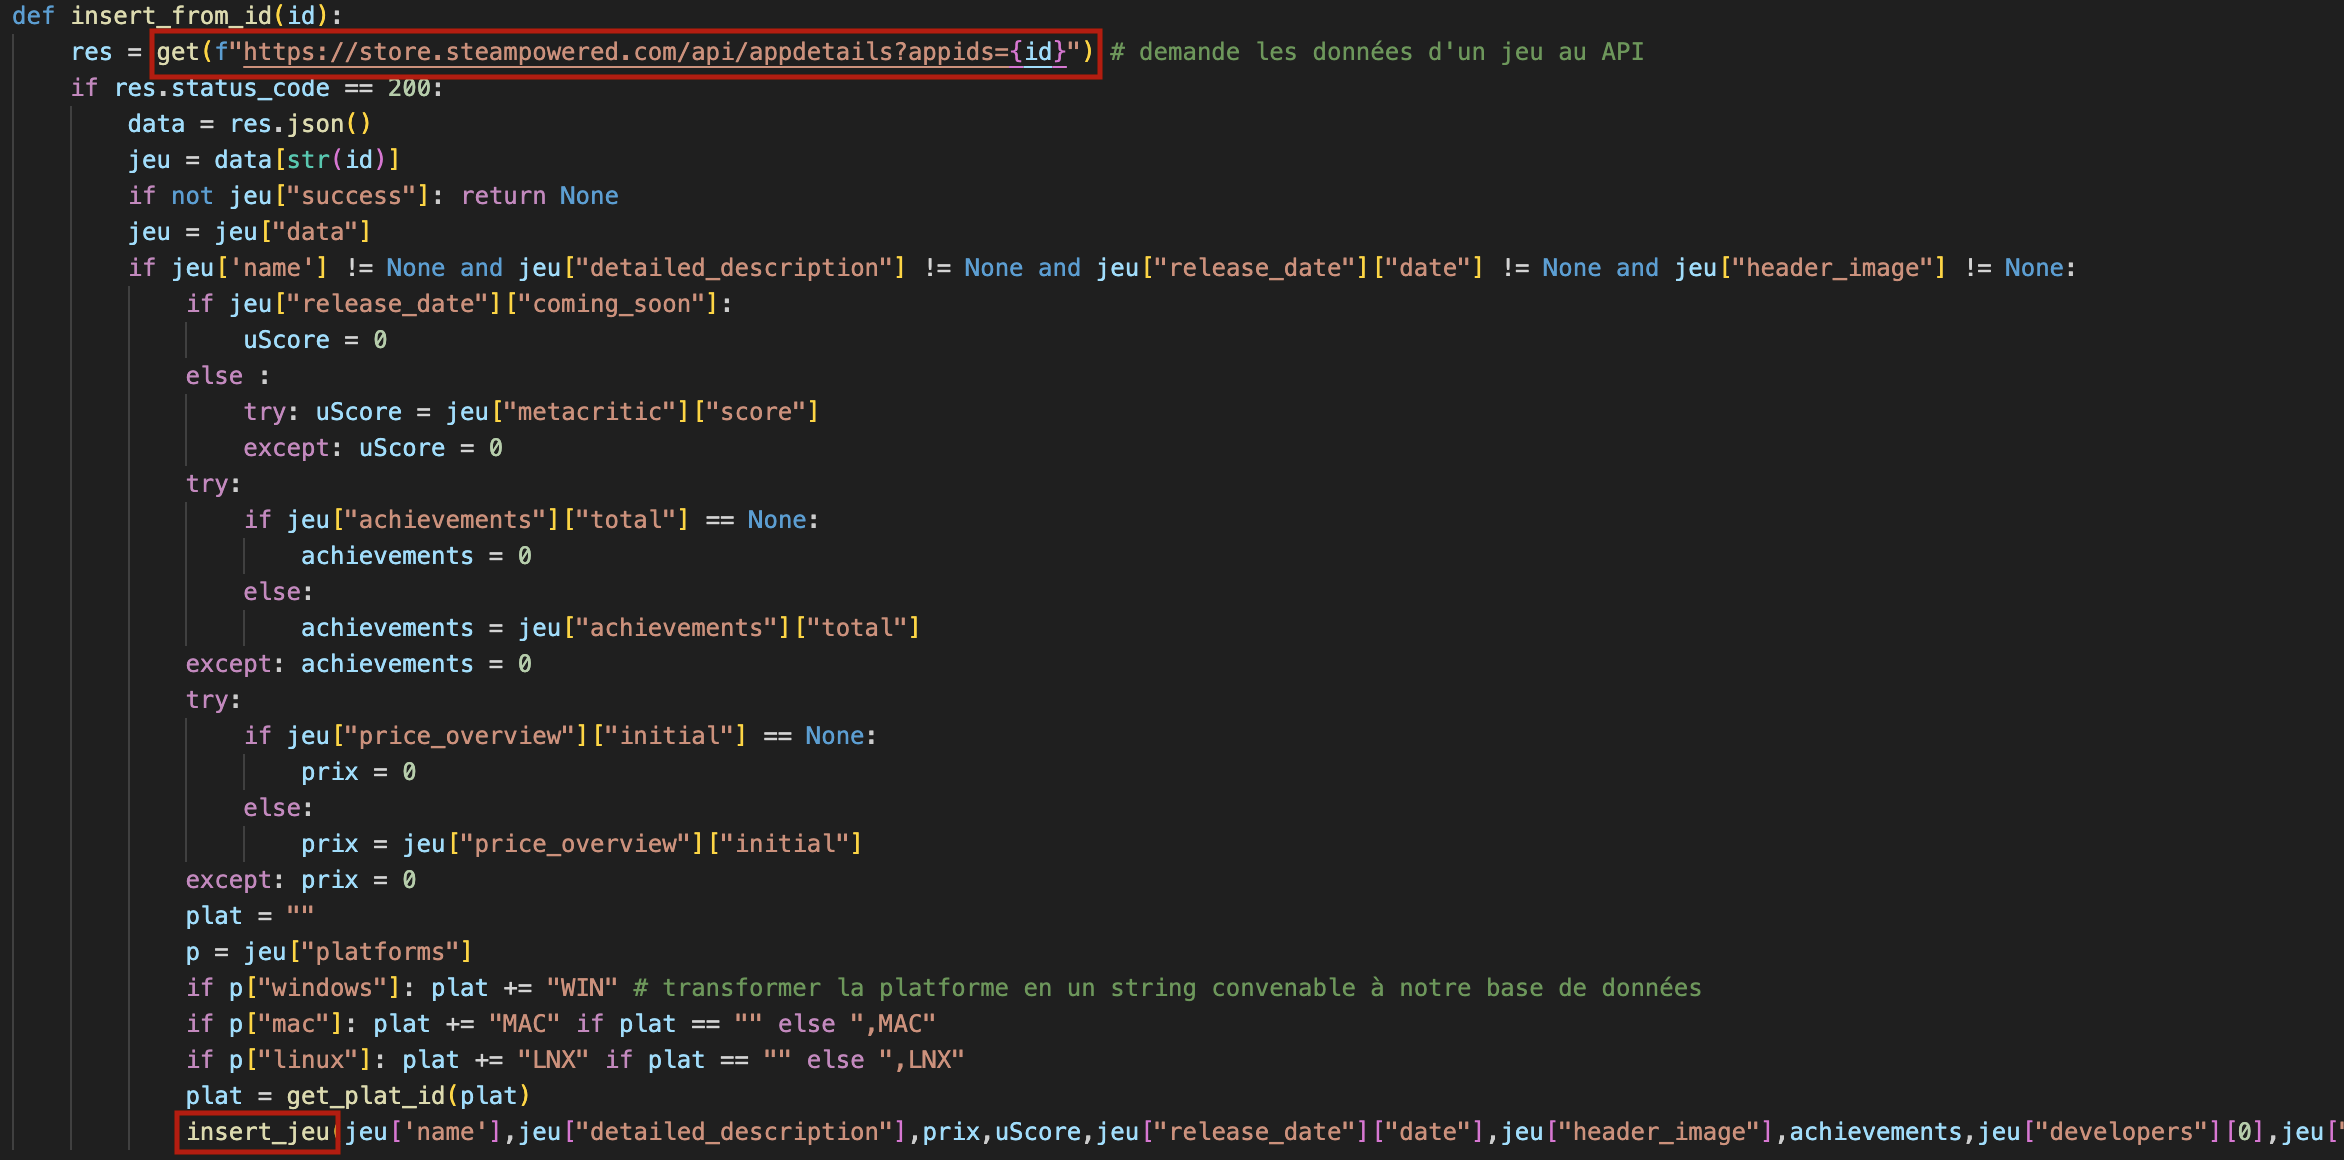 def insert_from_id(id):
    res = get(f"https://store.steampowered.com/api/appdetails?appids={id}") # demande les données d'un jeu au API
    if res.status_code == 200:
        data = res.json()
        jeu = data[str(id)]
        if not jeu["success"]: return None
        jeu = jeu["data"]
        if jeu['name'] != None and jeu["detailed_description"] != None and jeu["release_date"]["date"] != None and jeu["header_image"] != None:
            if jeu["release_date"]["coming_soon"]:
                uScore = 0
            else :
                try: uScore = jeu["metacritic"]["score"]
                except: uScore = 0
            try:
                if jeu["achievements"]["total"] == None:
                    achievements = 0
                else:
                    achievements = jeu["achievements"]["total"]
            except: achievements = 0
            try:
                if jeu["price_overview"]["initial"] == None:
                    prix = 0
                else:
                    prix = jeu["price_overview"]["initial"]
            except: prix = 0
            plat = ""
            p = jeu["platforms"]
            if p["windows"]: plat += "WIN" # transformer la platforme en un string convenable à notre base de données
            if p["mac"]: plat += "MAC" if plat == "" else ",MAC"
            if p["linux"]: plat += "LNX" if plat == "" else ",LNX"
            plat = get_plat_id(plat)
            insert_jeu(jeu['name'],jeu["detailed_description"],prix,uScore,jeu["release_date"]["date"],jeu["header_image"],achievements,jeu["developers"][0],jeu["